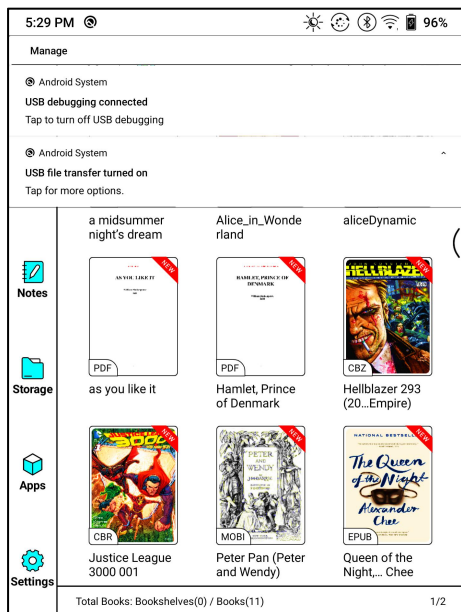 5:29 PM
96%
Manage
Android System
USB debugging connected
Tap to turn off USB debugging
Android System
USB file transfer turned on
Tap for more options.
a midsummer
night's dream
Alice_in_Wonde
rland
aliceDynamic
Notes
NEW
AS YOU LIKE IT
PDF
as you like it
NEW
HAMLET, PRINCE OF
DENMARK
PDF
Hamlet, Prince
of Denmark
NEW
HELLBLAZE
CBZ
Hellblazer 293
(20...Empire)
Storage
Apps
NEW
3000
CBR
Justice League
3000 001
NEW
PETER
AND
WENDY
MOBI
Peter Pan (Peter
and Wendy)
NEW
NATIONAL BESTSELL
The Queen
of the Night
Alexander
Chee
EPUB
Queen of the
Night,... Chee
Settings
Total Books: Bookshelves(0) / Books(11)
1/2